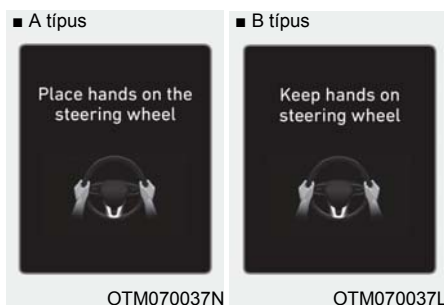 ■ A típus
Place hands on the
steering wheel
OTM070037N
■ B típus
Keep hands on
steering wheel
OTM070037L